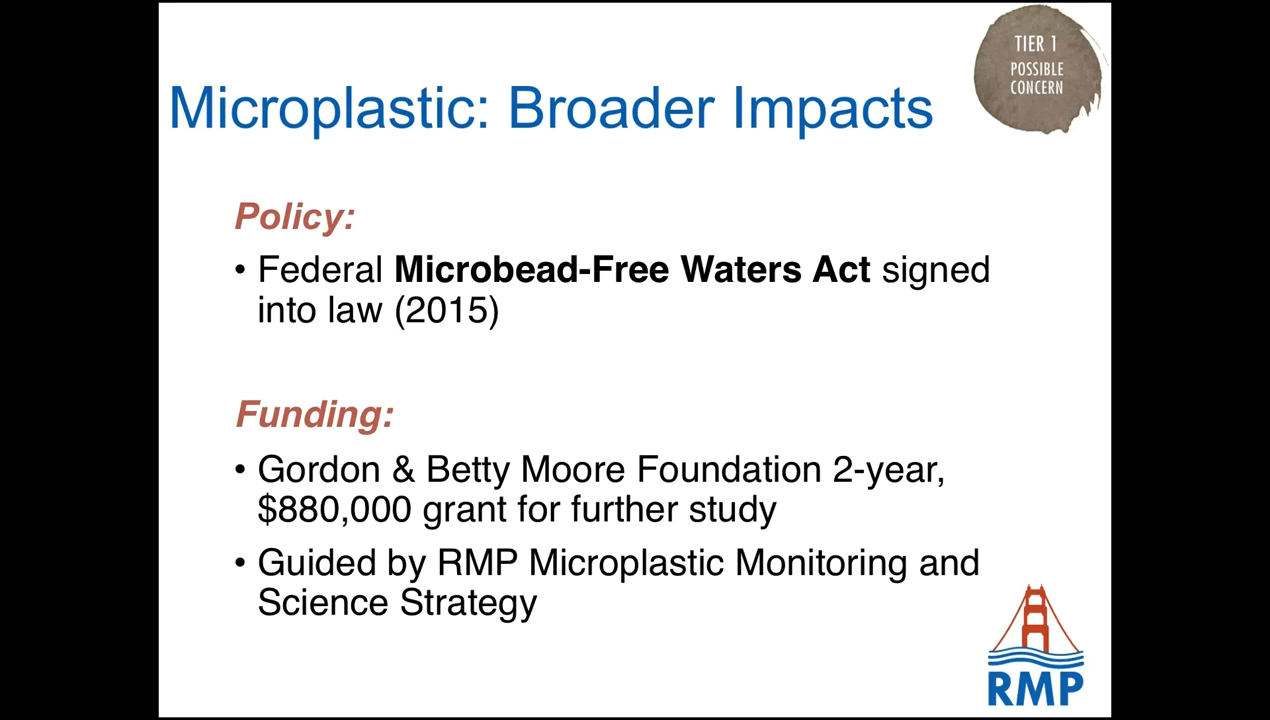 TIER 1
POSSIBLE
CONCERN
Microplastic: Broader Impacts
Policy:
• Federal Microbead-Free Waters Act signed
into law (2015)
Funding:
• Gordon & Betty Moore Foundation 2-year,
$880,000 grant for further study
• Guided by RMP Microplastic Monitoring and
Science Strategy
RMP